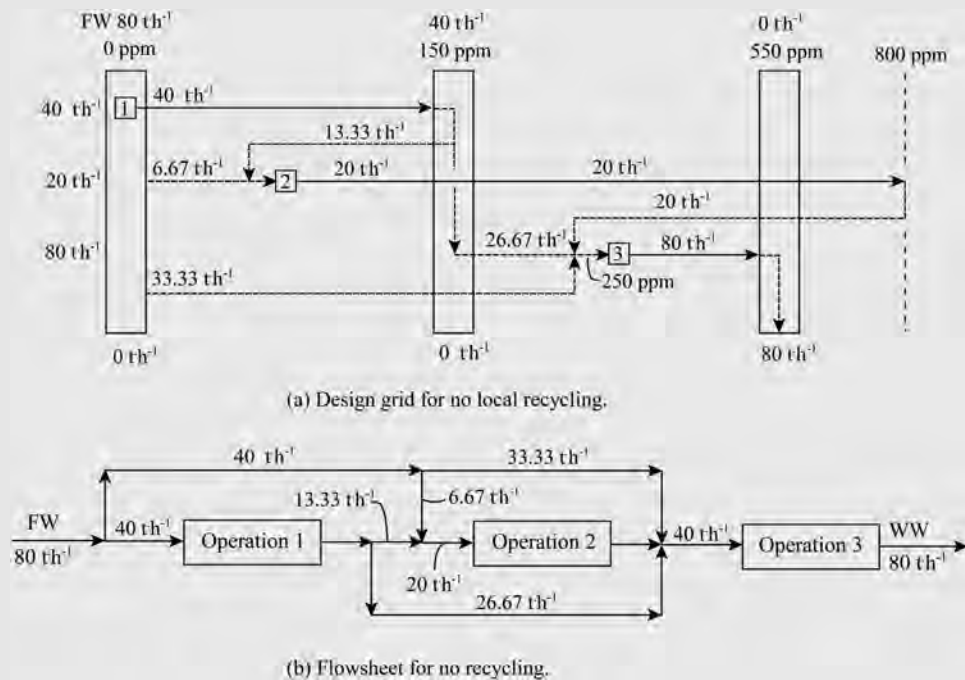 FW 80 th⁻¹ 40 th⁻¹ 0 th⁻¹
0 ppm 150 ppm 550 ppm 800 ppm
40 th⁻¹ 1 40 th⁻¹
13.33 th⁻¹
20 th⁻¹ 6.67 th⁻¹ 2 20 th⁻¹ 20 th⁻¹
20 th⁻¹
80 th⁻¹ 26.67 th⁻¹ 3 80 th⁻¹
33.33 th⁻¹ 250 ppm
0 th⁻¹ 0 th⁻¹ 80 th⁻¹
(a) Design grid for no local recycling.
40 th⁻¹ 33.33 th⁻¹
13.33 th⁻¹ 6.67 th⁻¹
FW 40 th⁻¹ Operation 1 Operation 2 40 th⁻¹ Operation 3 WW
80 th⁻¹ 20 th⁻¹ 80 th⁻¹
26.67 th⁻¹
(b) Flowsheet for no recycling.